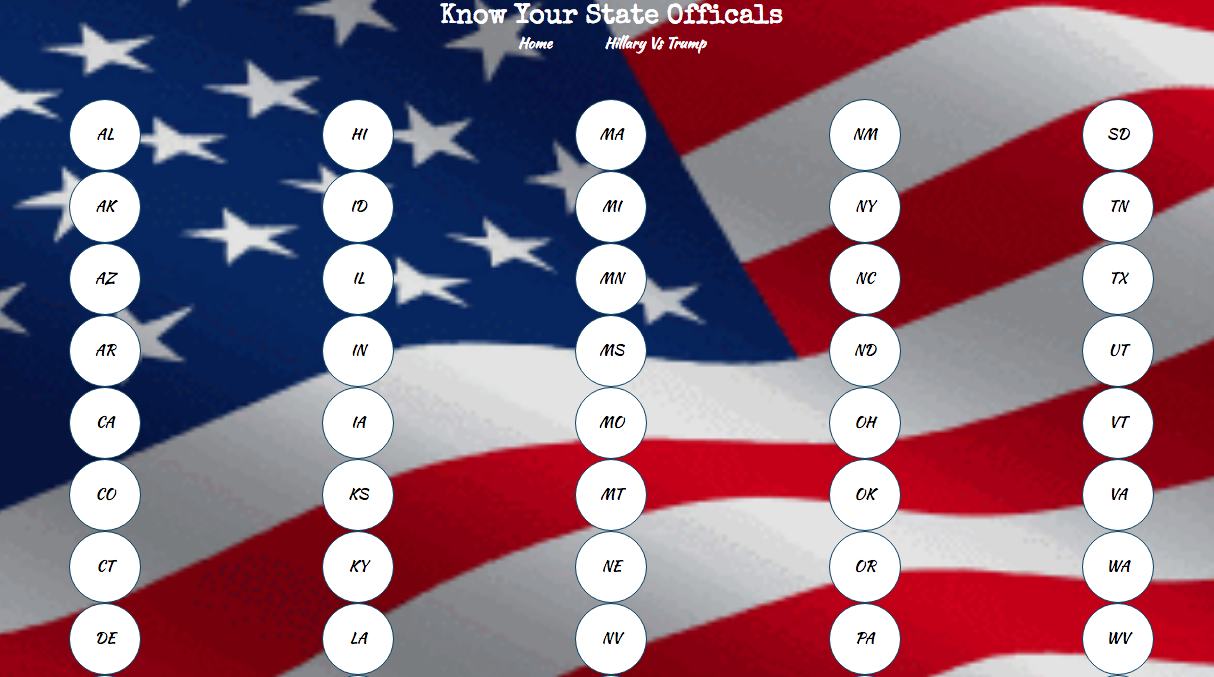 Know Your State Officals
Home Hillary Vs Trump
AL HI MA NM SD
AK ID MI NY TN
AZ IL MN NC TX
AR IN MS ND UT
CA IA MO OH VT
CO KS MT OK VA
CT KY NE OR WA
DE LA NV PA WV